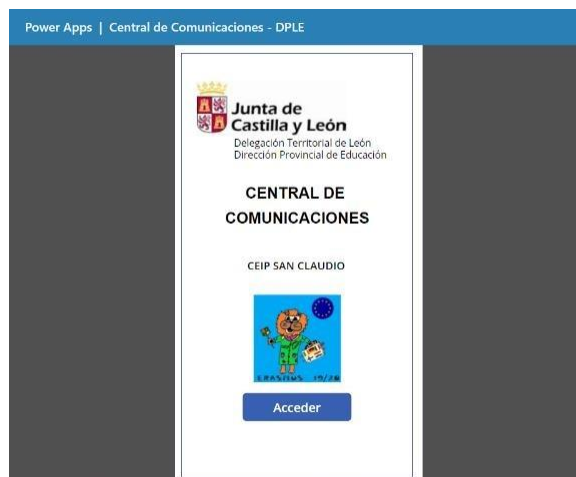 Power Apps | Central de Comunicaciones - DPLE
Junta de
Castilla y León
Delegación Territorial de León
Dirección Provincial de Educación
CENTRAL DE
COMUNICACIONES
CEIP SAN CLAUDIO
ERASMUS 19/20
Acceder